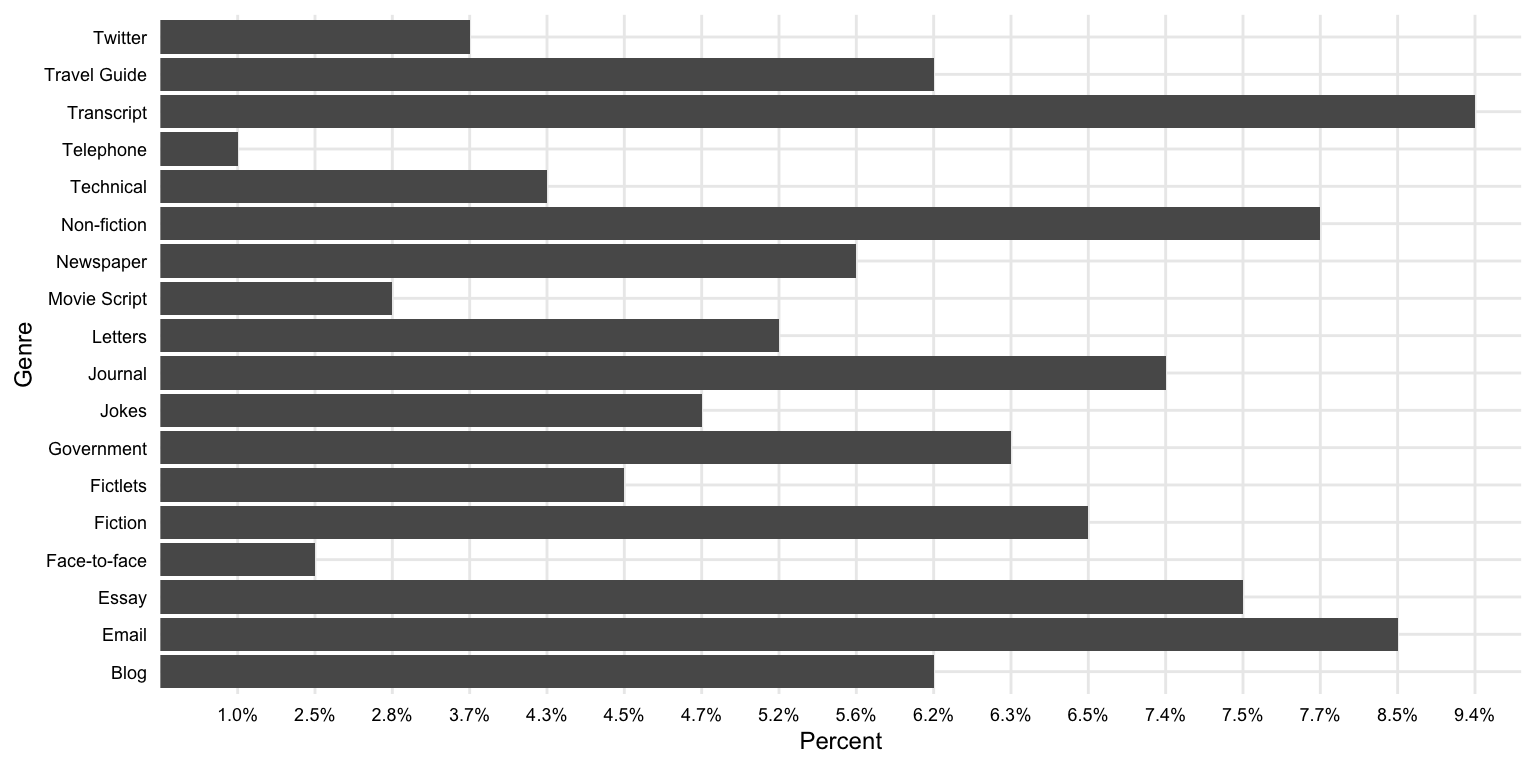 Twitter
Travel Guide
Transcript
Telephone
Technical
Non-fiction
Newspaper
Movie Script
Letters
Journal
Jokes
Government
Fictlets
Fiction
Face-to-face
Essay
Email
Blog
Genre
1.0% 2.5% 2.8% 3.7% 4.3% 4.5% 4.7% 5.2% 5.6% 6.2% 6.3% 6.5% 7.4% 7.5% 7.7% 8.5% 9.4%
Percent